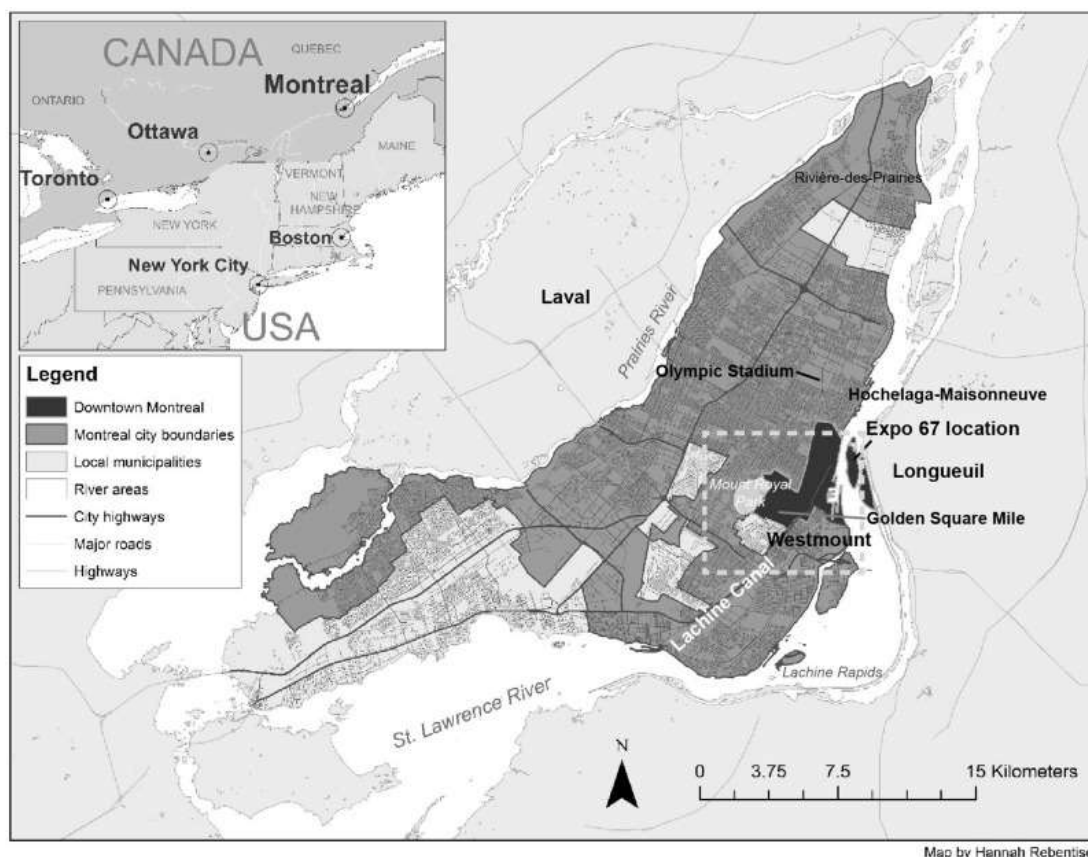 CANADA
QUEBEC
Montreal
ONTARIO
Ottawa
MAINE
Toronto
VERMONT
NEW
HAMPSHIRE
NEW YORK
Boston
New York City
PENNSYLVANIA
USA
Legend
Downtown Montreal
Montreal city boundaries
Local municipalities
River areas
City highways
Major roads
Highways
Rivière-des-Prairies
Laval
Prairies River
Olympic Stadium
Hochelaga-Maisonneuve
Expo 67 location
Longueuil
Mount Royal
Park
Golden Square Mile
Westmount
Lachine Canal
Lachine Rapids
St. Lawrence River
N
0 3.75 7.5 15 Kilometers
Map by Hannah Rebentisc